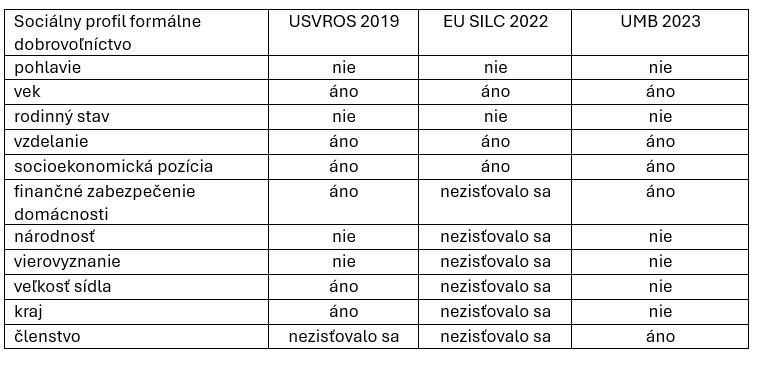 Sociálny profil formálne USVROS 2019 EU SILC 2022 UMB 2023
dobrovoľníctvo
pohlavie nie nie nie
vek áno áno áno
rodinný stav nie nie nie
vzdelanie áno áno áno
socioekonomická pozícia áno áno áno
finančné zabezpečenie áno nezisťovalo sa áno
domácnosti
národnosť nie nezisťovalo sa nie
vierovyznanie nie nezisťovalo sa nie
veľkosť sídla áno nezisťovalo sa nie
kraj áno nezisťovalo sa nie
členstvo nezisťovalo sa nezisťovalo sa áno